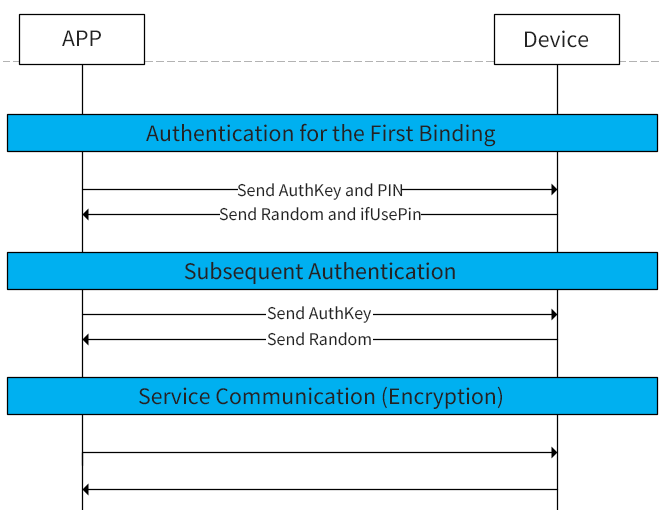 APP
Device
Authentication for the First Binding
Send AuthKey and PIN
Send Random and ifUsePin
Subsequent Authentication
Send AuthKey
Send Random
Service Communication (Encryption)